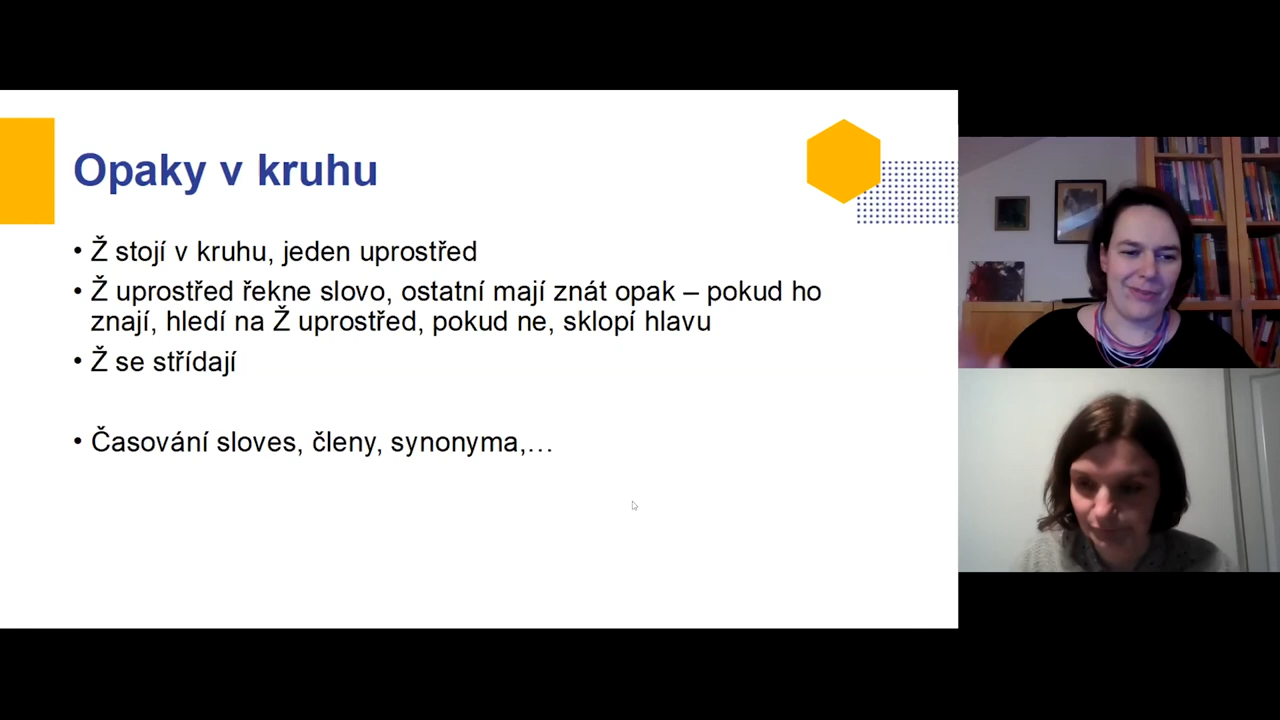 Opaky v kruhu
• Ž stojí v kruhu, jeden uprostřed
• Ž uprostřed řekne slovo, ostatní mají znát opak – pokud ho
znají, hledí na Ž uprostřed, pokud ne, sklopí hlavu
• Ž se střídají
• Časování sloves, členy, synonyma,…